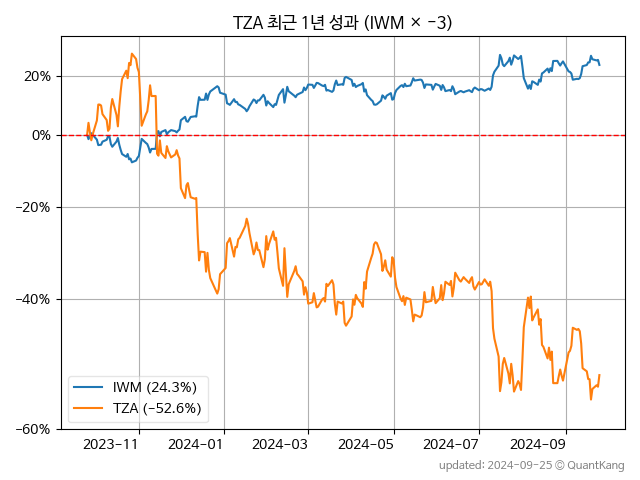 TZA 최근 1년 성과 (IWM × −3)
20%
0%
−20%
−40%
−60%
IWM (24.3%)
TZA (−52.6%)
2023-11
2024-01
2024-03
2024-05
2024-07
2024-09
updated: 2024-09-25 © QuantKang